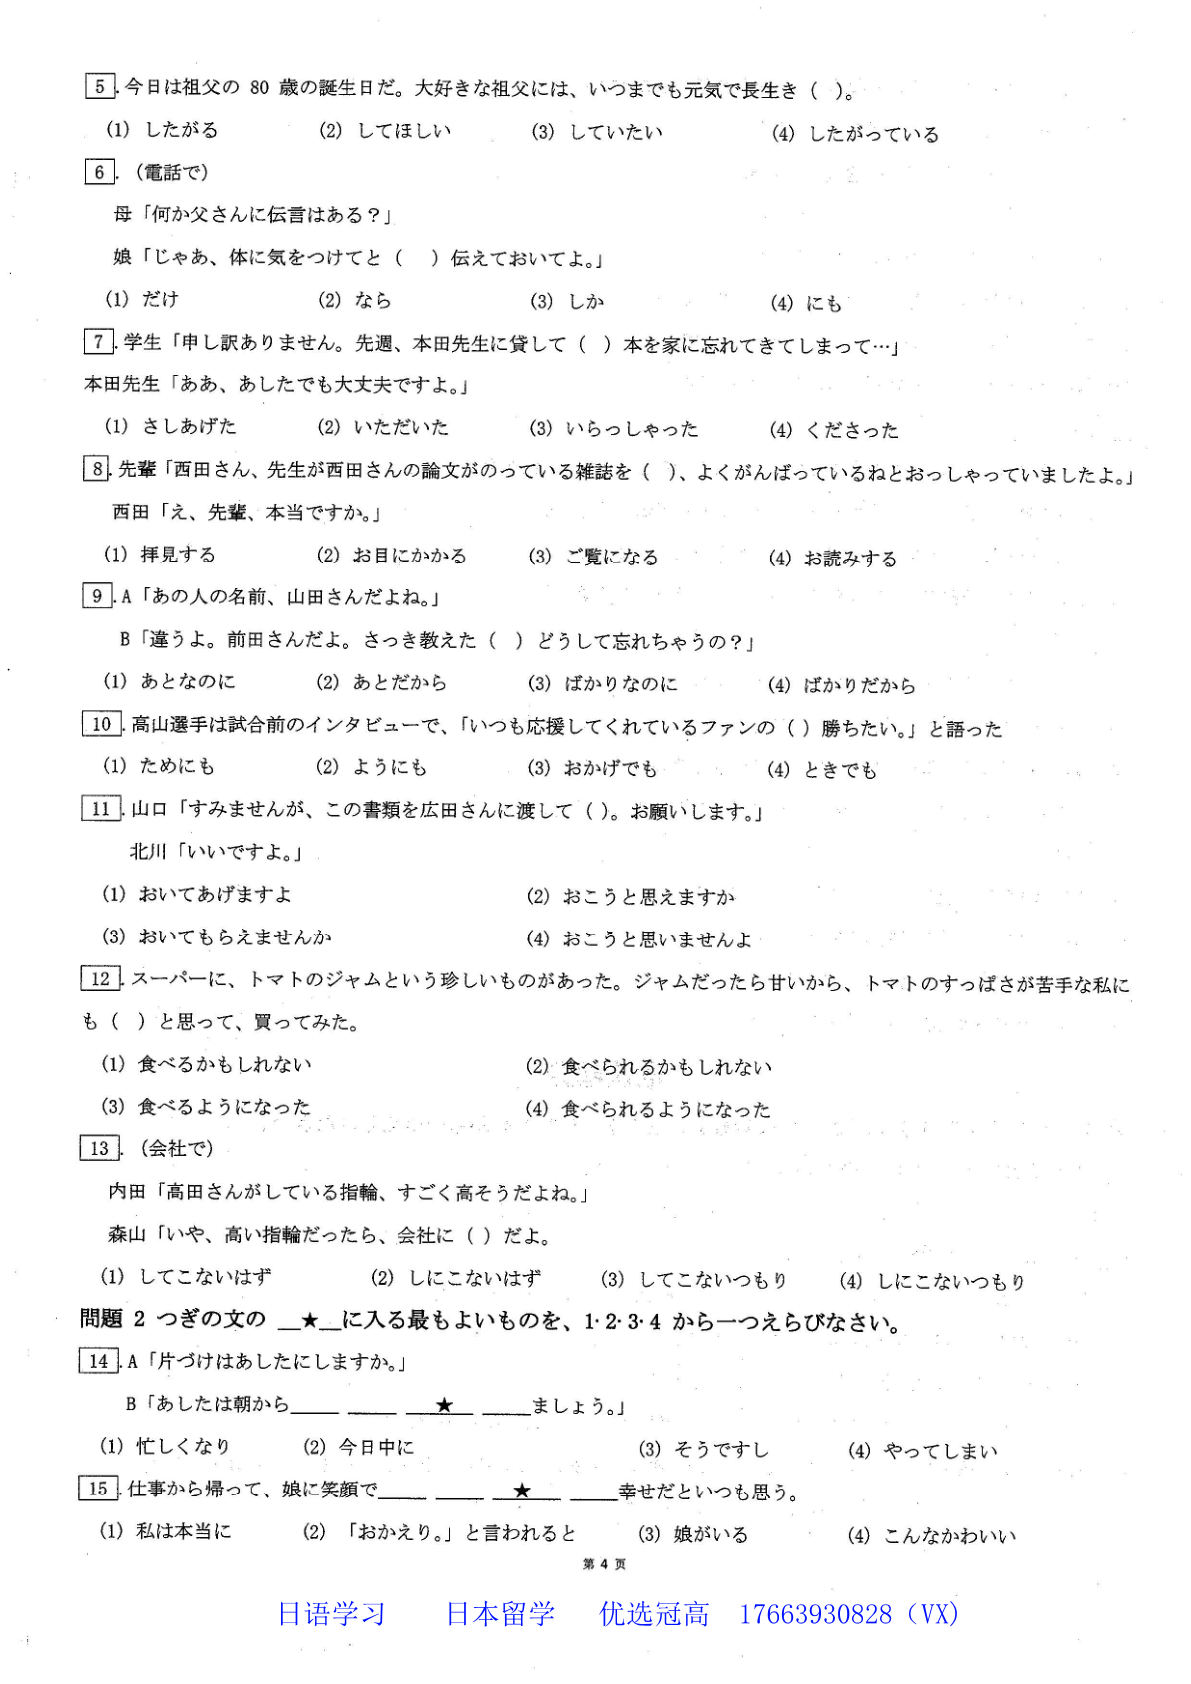 5.今日は祖父の 80 歳の誕生日だ。大好きな祖父には、いつまでも元気で長生き（ ）。
(1) したがる (2) してほしい (3) していたい (4) したがっている
6.（電話で）
母「何か父さんに伝言はある？」
娘「じゃあ、体に気をつけてと（ ）伝えておいてよ。」
(1) だけ (2) なら (3) しか (4) にも
7.学生「申し訳ありません。先週、本田先生に貸して（ ）本を家に忘れてきてしまって…」
本田先生「ああ、あしたでも大丈夫ですよ。」
(1) さしあげた (2) いただいた (3) いらっしゃった (4) くださった
8.先輩「西田さん、先生が西田さんの論文がのっている雑誌を（ ）、よくがんばっているねとおっしゃっていましたよ。」
西田「え、先輩、本当ですか。」
(1) 拝見する (2) お目にかかる (3) ご覧になる (4) お読みする
9.A「あの人の名前、山田さんだよね。」
B「違うよ。前田さんだよ。さっき教えた（ ）どうして忘れちゃうの？」
(1) あとなのに (2) あとだから (3) ばかりなのに (4) ばかりだから
10.高山選手は試合前のインタビューで、「いつも応援してくれているファンの（ ）勝ちたい。」と語った
(1) ためにも (2) ようにも (3) おかげでも (4) ときでも
11.山口「すみませんが、この書類を広田さんに渡して（ ）。お願いします。」
北川「いいですよ。」
(1) おいてあげますよ (2) おこうと思えますか
(3) おいてもらえませんか (4) おこうと思いませんよ
12.スーパーに、トマトのジャムという珍しいものがあった。ジャムだったら甘いから、トマトのすっぱさが苦手な私に
も（ ）と思って、買ってみた。
(1) 食べるかもしれない (2) 食べられるかもしれない
(3) 食べるようになった (4) 食べられるようになった
13.（会社で）
内田「高田さんがしている指輪、すごく高そうだよね。」
森山「いや、高い指輪だったら、会社に（ ）だよ。
(1) してこないはず (2) しにこないはず (3) してこないつもり (4) しにこないつもり
問題 2 つぎの文の __★__に入る最もよいものを、1·2·3·4 から一つえらびなさい。
14.A「片づけはあしたにしますか。」
B「あしたは朝から____ ____ __★__ ____ましょう。」
(1) 忙しくなり (2) 今日中に (3) そうですし (4) やってしまい
15.仕事から帰って、娘に笑顔で____ ____ __★__ ____幸せだといつも思う。
(1) 私は本当に (2) 「おかえり。」と言われると (3) 娘がいる (4) こんなかわいい
第 4 页
日语学习 日本留学 优选冠高 17663930828（VX）